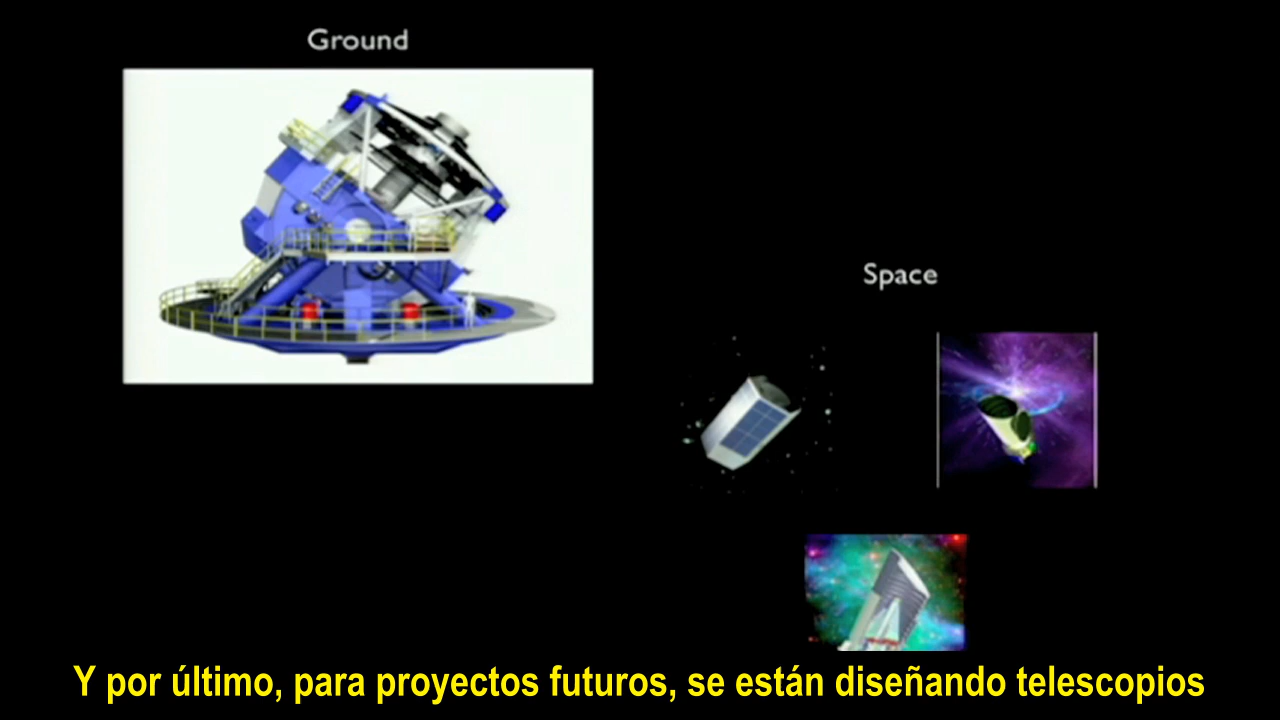 Ground
Space
Y por último, para proyectos futuros, se están diseñando telescopios